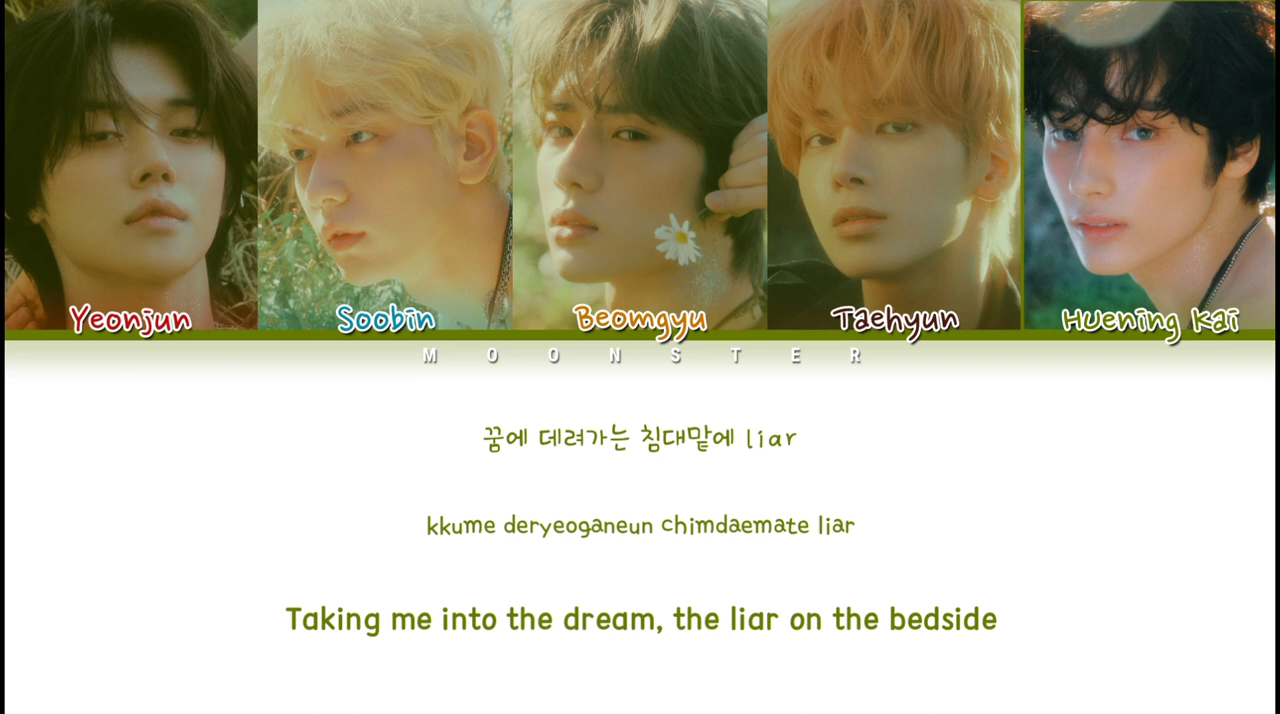 Yeonjun Soobin Beomgyu Taehyun Huening Kai
MOONSTER
꿈에 데려가는 침대맡에 liar
kkume deryeoganeun chimdaemate liar
Taking me into the dream, the liar on the bedside